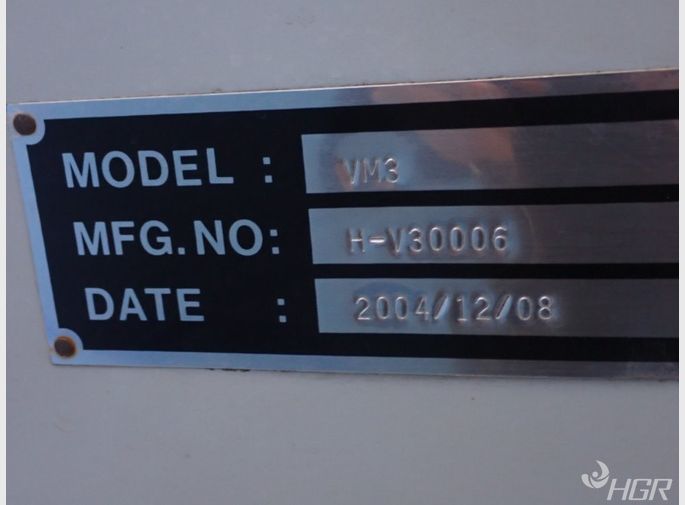 MODEL : VM3
MFG.NO: H-V30006
DATE : 2004/12/08
HGR